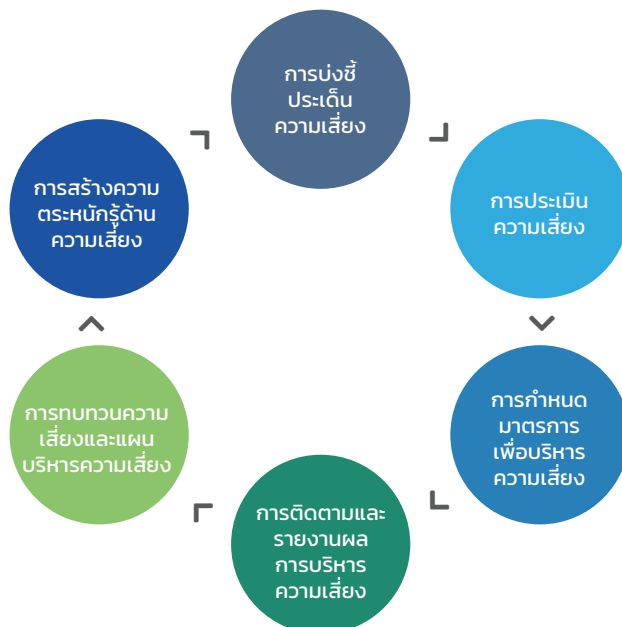 การบ่งชี้
ประเด็น
ความเสี่ยง
การประเมิน
ความเสี่ยง
การกำหนด
มาตรการ
เพื่อบริหาร
ความเสี่ยง
การติดตามและ
รายงานผล
การบริหาร
ความเสี่ยง
การทบทวนความ
เสี่ยงและแผน
บริหารความเสี่ยง
การสร้างความ
ตระหนักรู้ด้าน
ความเสี่ยง